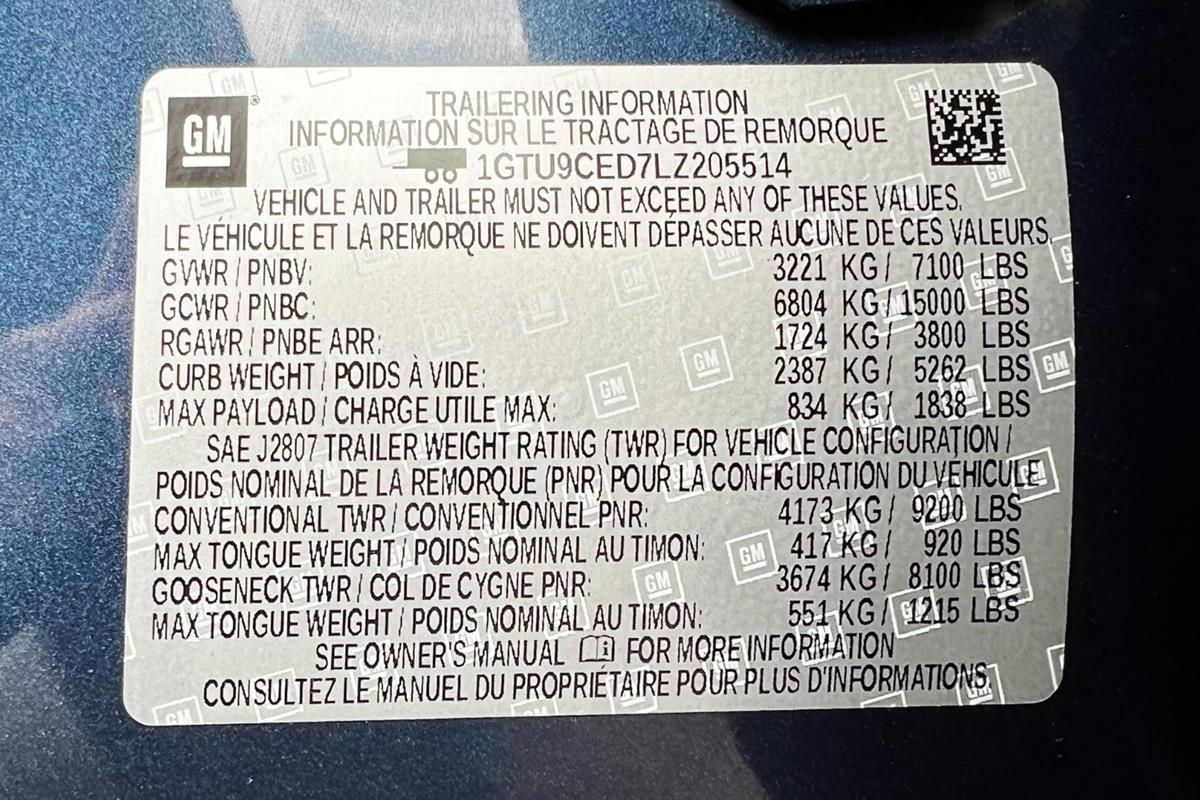 GM ®
TRAILERING INFORMATION
INFORMATION SUR LE TRACTAGE DE REMORQUE
1GTU9CED7LZ205514
VEHICLE AND TRAILER MUST NOT EXCEED ANY OF THESE VALUES.
LE VÉHICULE ET LA REMORQUE NE DOIVENT DÉPASSER AUCUNE DE CES VALEURS.
GVWR / PNBV: 3221 KG / 7100 LBS
GCWR / PNBC: 6804 KG / 15000 LBS
RGAWR / PNBE ARR: 1724 KG / 3800 LBS
CURB WEIGHT / POIDS À VIDE: 2387 KG / 5262 LBS
MAX PAYLOAD / CHARGE UTILE MAX: 834 KG / 1838 LBS
SAE J2807 TRAILER WEIGHT RATING (TWR) FOR VEHICLE CONFIGURATION /
POIDS NOMINAL DE LA REMORQUE (PNR) POUR LA CONFIGURATION DU VÉHICULE
CONVENTIONAL TWR / CONVENTIONNEL PNR: 4173 KG / 9200 LBS
MAX TONGUE WEIGHT / POIDS NOMINAL AU TIMON: 417 KG / 920 LBS
GOOSENECK TWR / COL DE CYGNE PNR: 3674 KG / 8100 LBS
MAX TONGUE WEIGHT / POIDS NOMINAL AU TIMON: 551 KG / 1215 LBS
SEE OWNER'S MANUAL FOR MORE INFORMATION
CONSULTEZ LE MANUEL DU PROPRIÉTAIRE POUR PLUS D'INFORMATIONS.